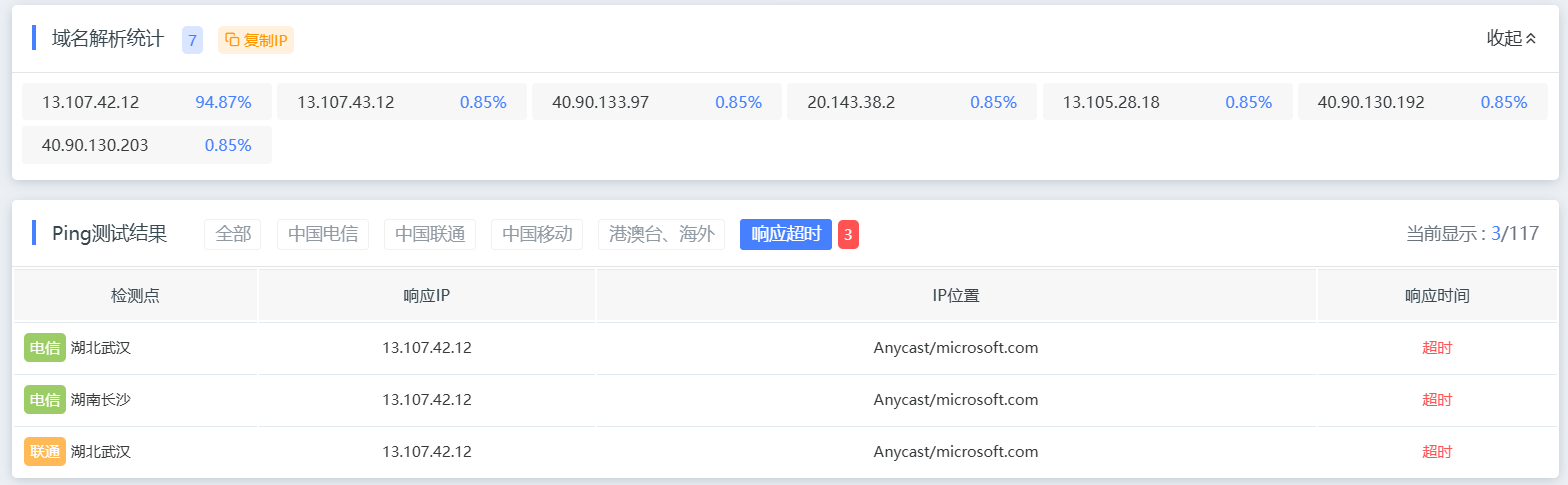 域名解析统计 7 复制IP 收起
13.107.42.12 94.87% 13.107.43.12 0.85% 40.90.133.97 0.85% 20.143.38.2 0.85% 13.105.28.18 0.85% 40.90.130.192 0.85%
40.90.130.203 0.85%
Ping测试结果 全部 中国电信 中国联通 中国移动 港澳台、海外 响应超时 3 当前显示 : 3/117
检测点 响应IP IP位置 响应时间
电信 湖北武汉 13.107.42.12 Anycast/microsoft.com 超时
电信 湖南长沙 13.107.42.12 Anycast/microsoft.com 超时
联通 湖北武汉 13.107.42.12 Anycast/microsoft.com 超时